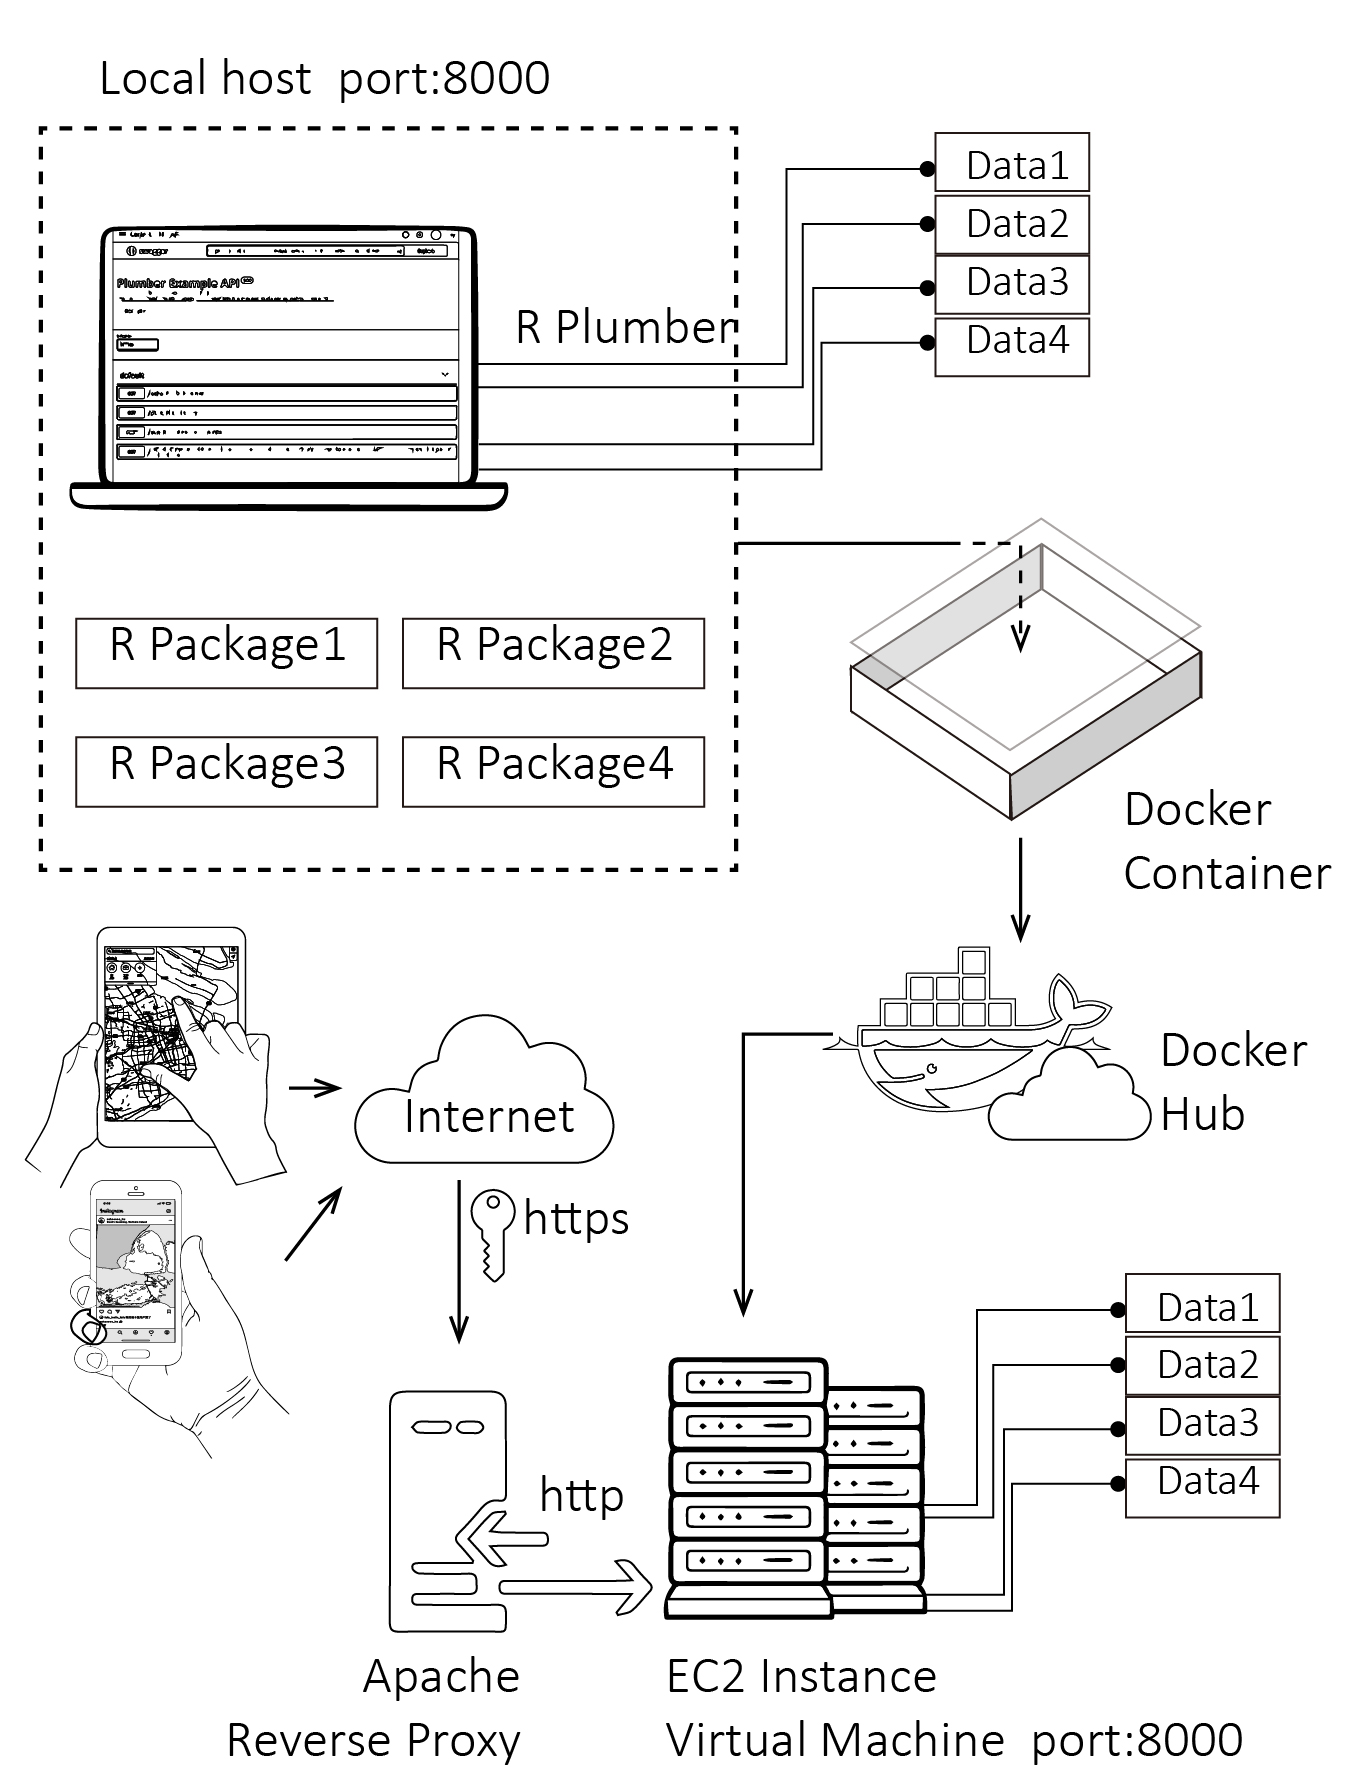 Local host port:8000
Data1
Data2
Data3
Data4
Plumber Example API
R Plumber
R Package1
R Package2
R Package3
R Package4
Docker
Container
Docker
Hub
Internet
https
Instagram
Data1
Data2
Data3
Data4
http
Apache
Reverse Proxy
EC2 Instance
Virtual Machine port:8000